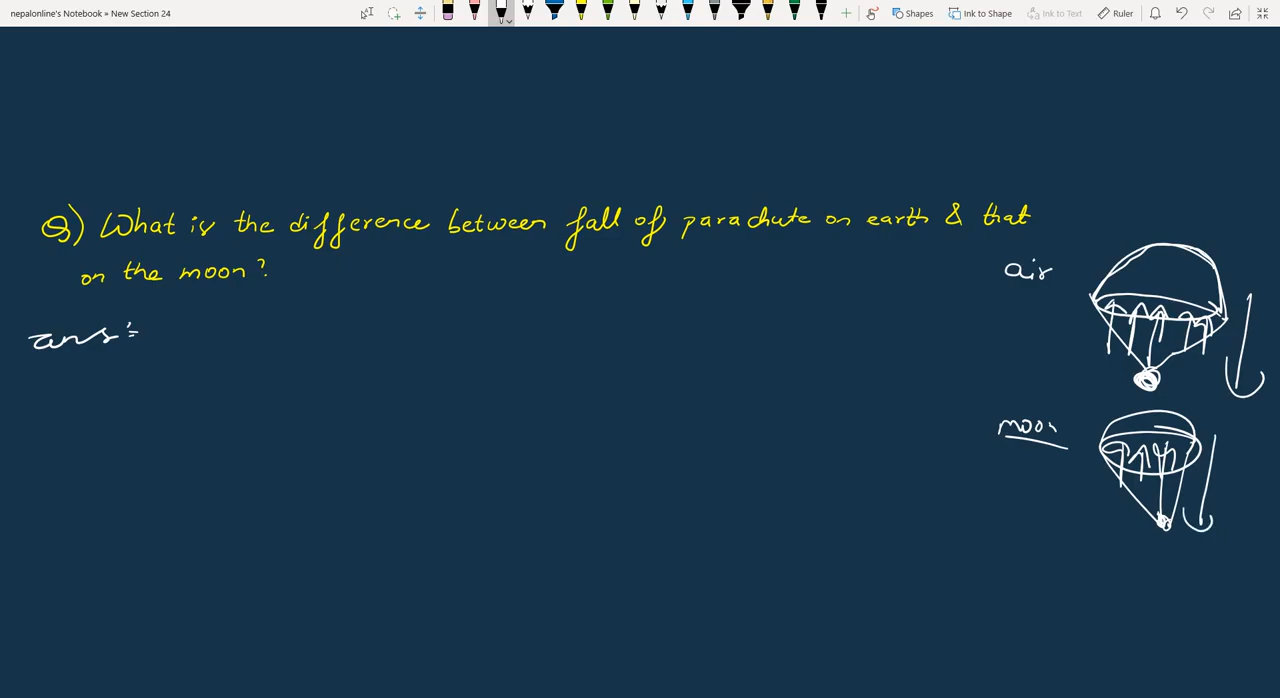 nepalonline's Notebook » New Section 24
Shapes
Ink to Shape
Ink to Text
Ruler
Q) What is the difference between fall of parachute on earth & that
on the moon?
air
ans:
moon